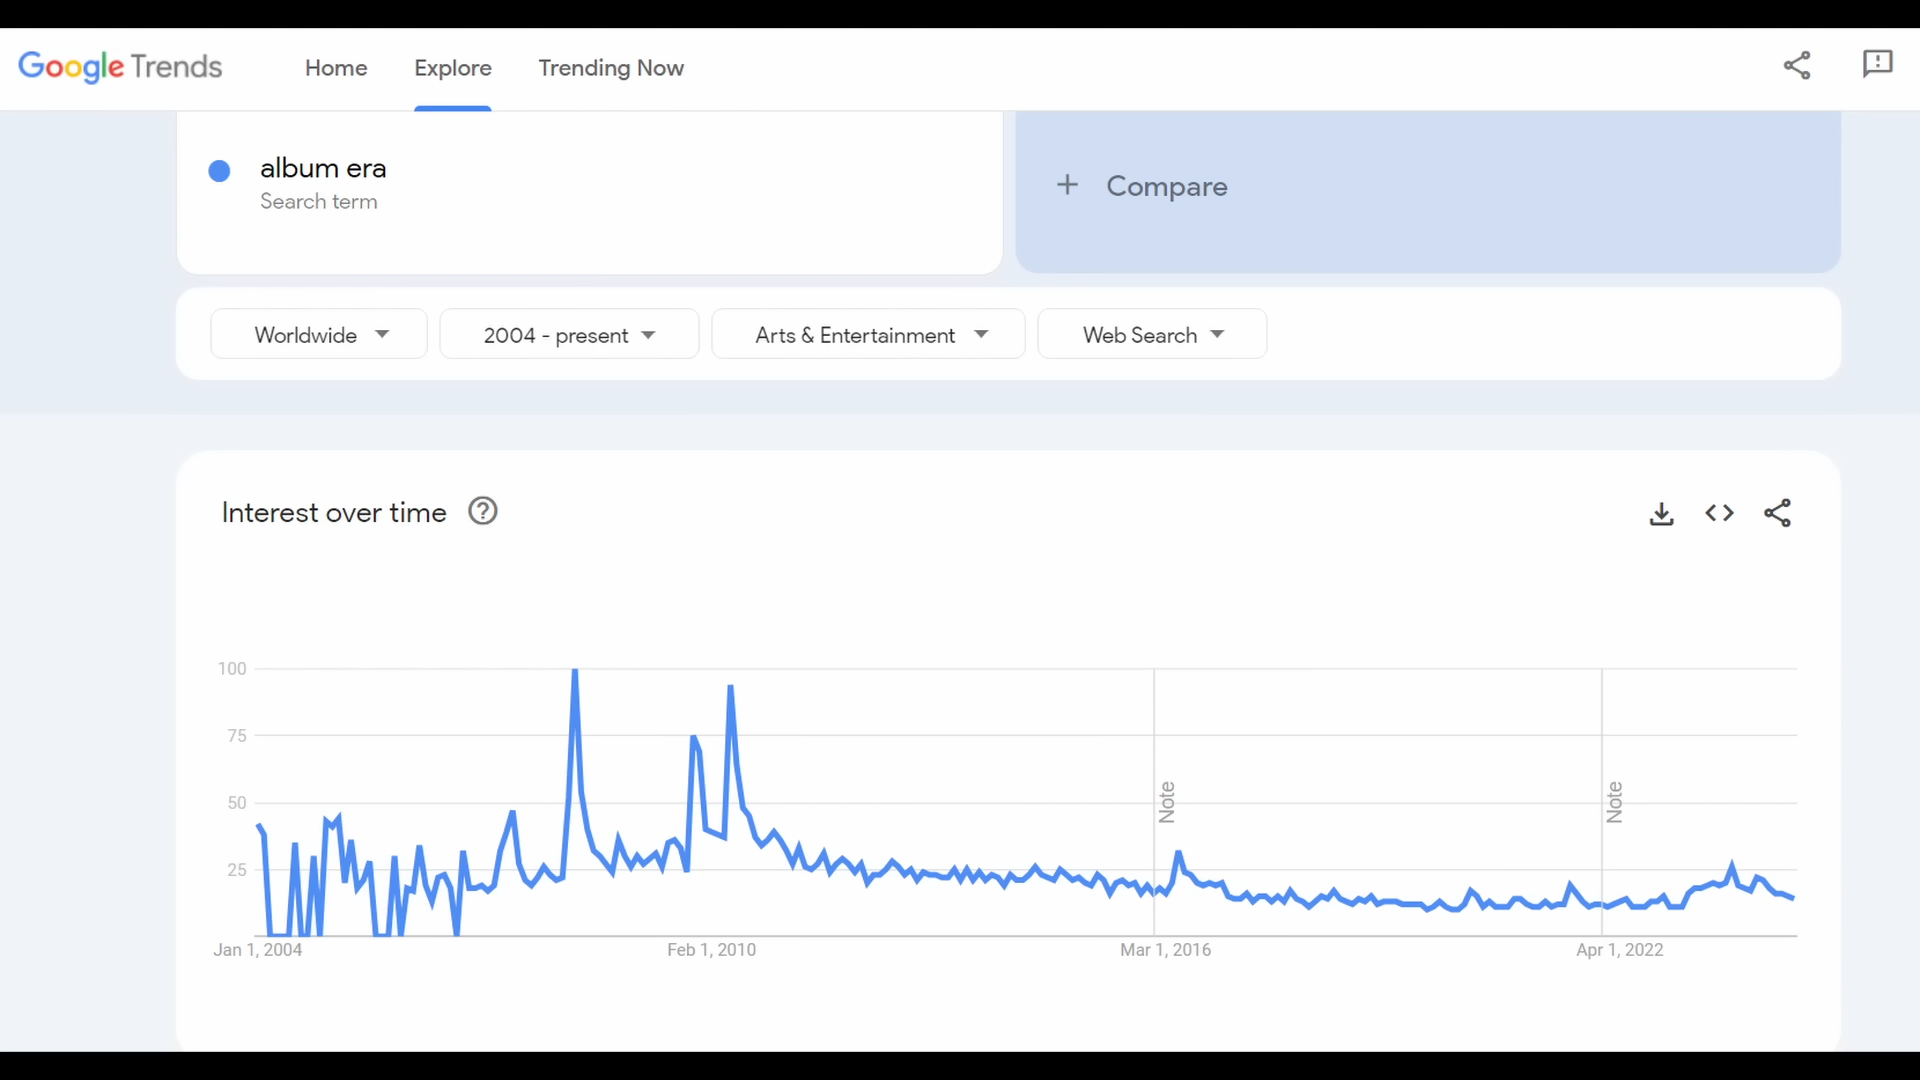 Google Trends
Home
Explore
Trending Now
album era
Search term
+ Compare
Worldwide
2004 - present
Arts & Entertainment
Web Search
Interest over time
100
75
50
25
Note
Note
Jan 1, 2004
Feb 1, 2010
Mar 1, 2016
Apr 1, 2022